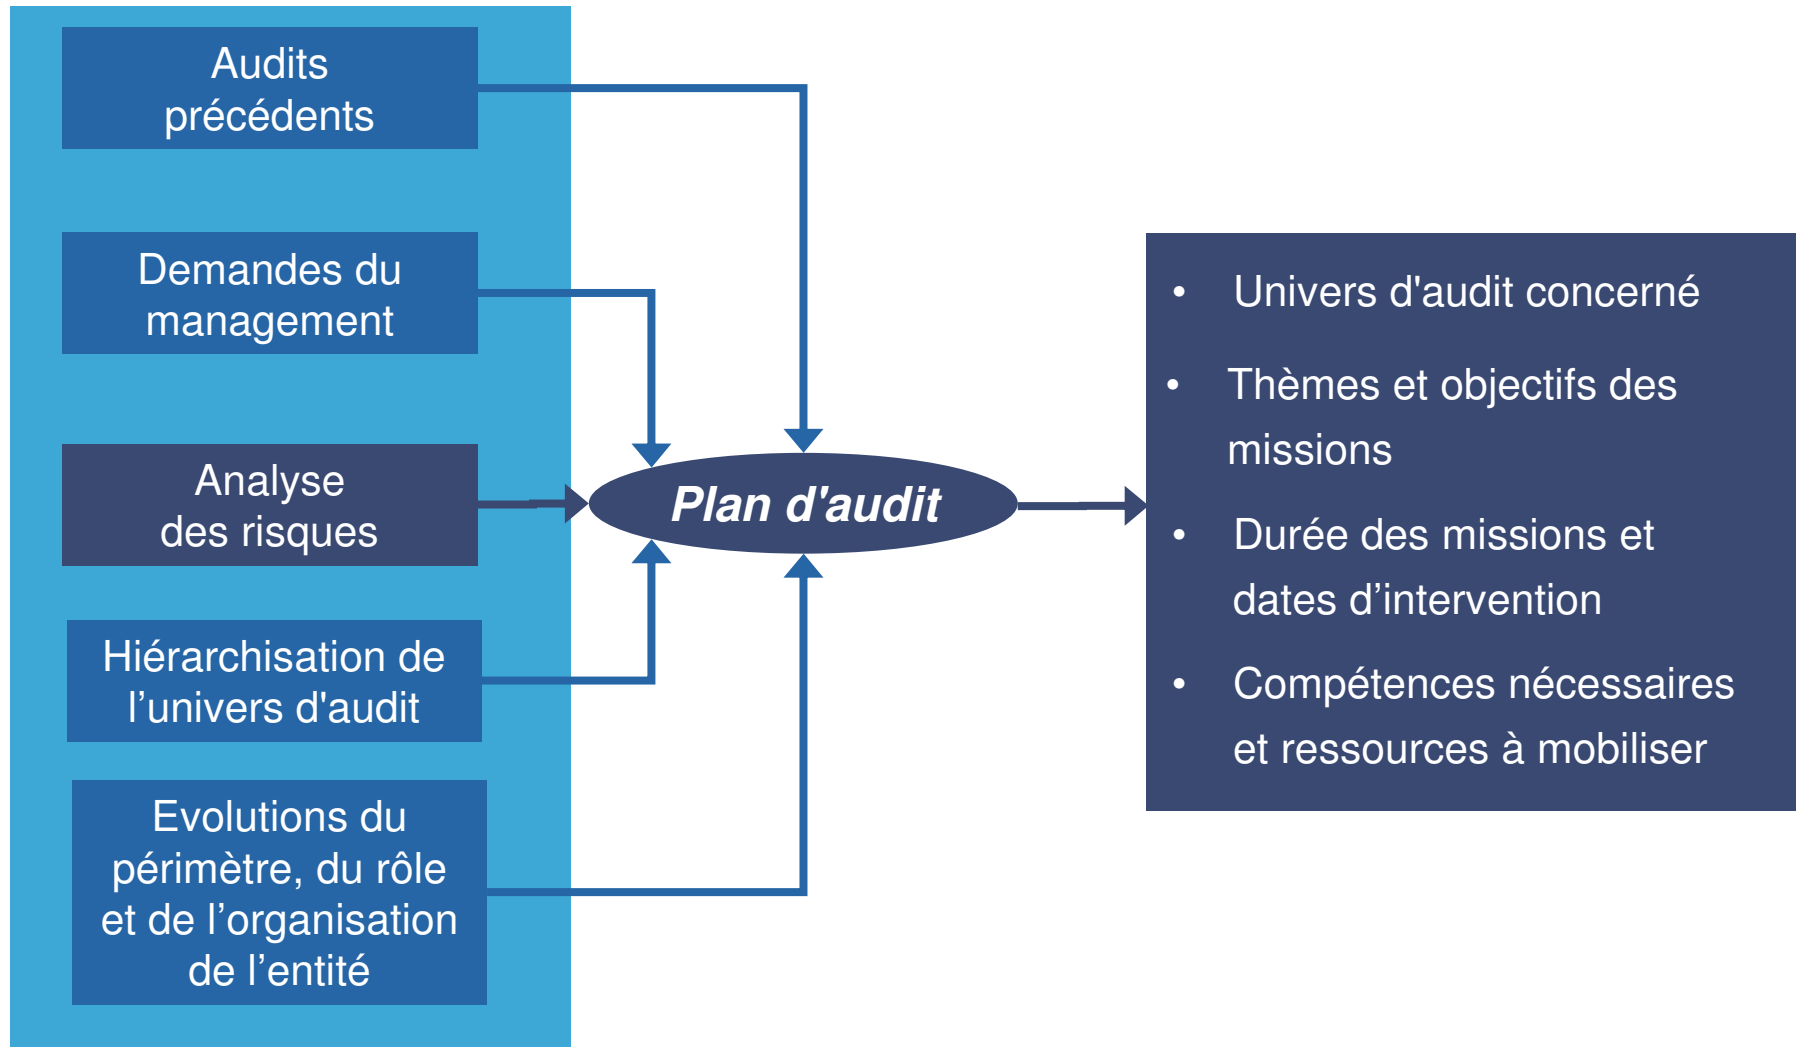 Audits
précédents
Demandes du
management
Analyse
des risques
Hiérarchisation de
l’univers d'audit
Evolutions du
périmètre, du rôle
et de l’organisation
de l’entité
Plan d'audit
• Univers d'audit concerné
• Thèmes et objectifs des
missions
• Durée des missions et
dates d’intervention
• Compétences nécessaires
et ressources à mobiliser